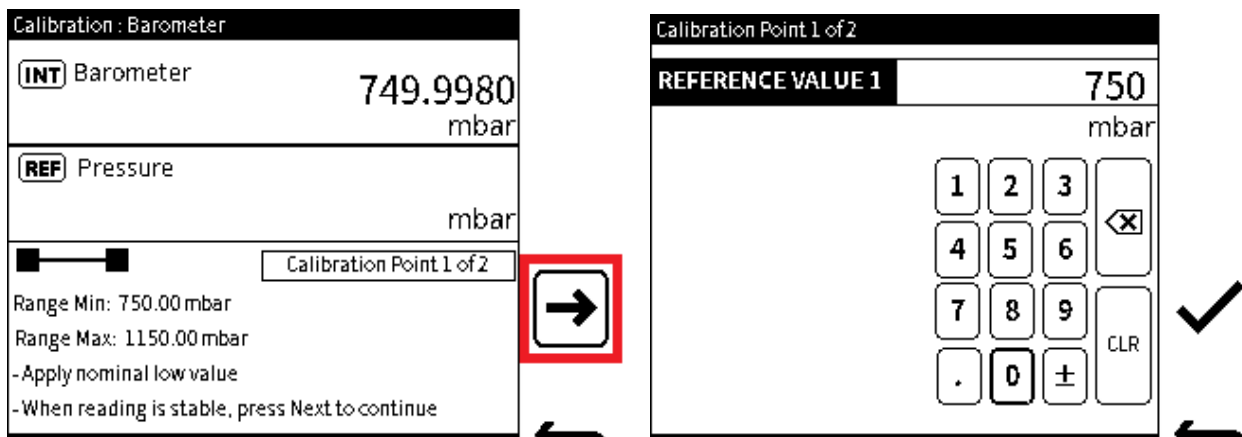 Calibration : Barometer
INT Barometer
749.9980
mbar
REF Pressure
mbar
Calibration Point 1 of 2
Range Min: 750.00 mbar
Range Max: 1150.00 mbar
- Apply nominal low value
- When reading is stable, press Next to continue
Calibration Point 1 of 2
REFERENCE VALUE 1 750
mbar
1 2 3
4 5 6
7 8 9
CLR
. 0 ±